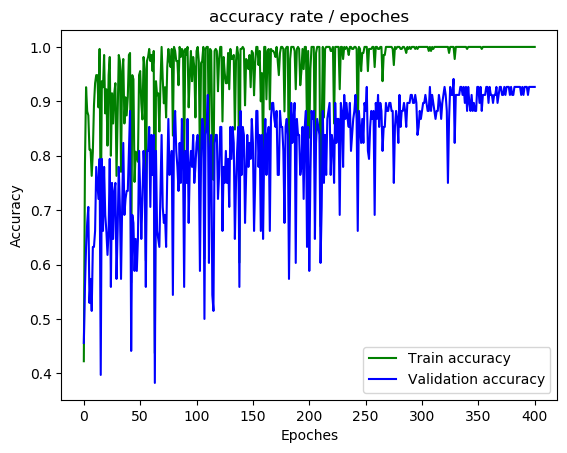 accuracy rate / epoches
1.0
0.9
0.8
0.7
0.6
0.5
0.4
Accuracy
Train accuracy
Validation accuracy
0 50 100 150 200 250 300 350 400
Epoches